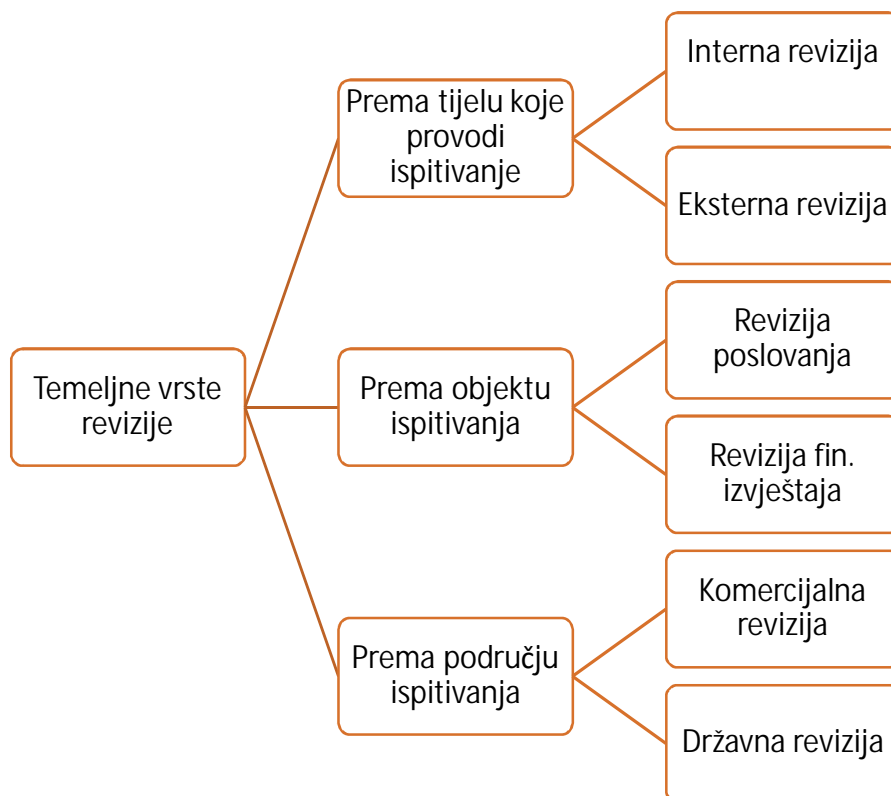 Temeljne vrste
revizije
Prema tijelu koje
provodi
ispitivanje
Interna revizija
Eksterna revizija
Prema objektu
ispitivanja
Revizija
poslovanja
Revizija fin.
izvještaja
Prema području
ispitivanja
Komercijalna
revizija
Državna revizija